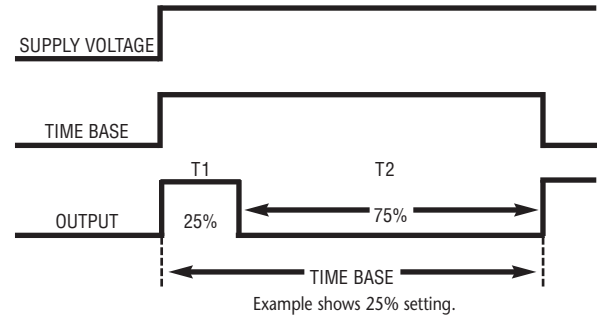 SUPPLY VOLTAGE
TIME BASE
T1 T2
OUTPUT 25% 75%
TIME BASE
Example shows 25% setting.